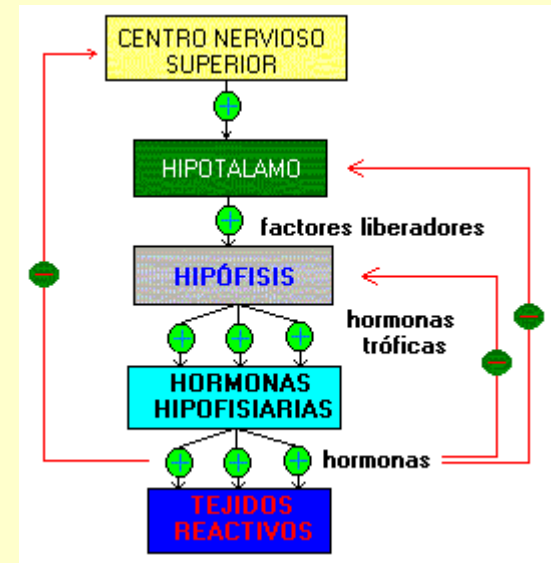 CENTRO NERVIOSO
SUPERIOR
HIPOTALAMO
factores liberadores
HIPÓFISIS
hormonas
tróficas
HORMONAS
HIPOFISIARIAS
hormonas
TEJIDOS
REACTIVOS